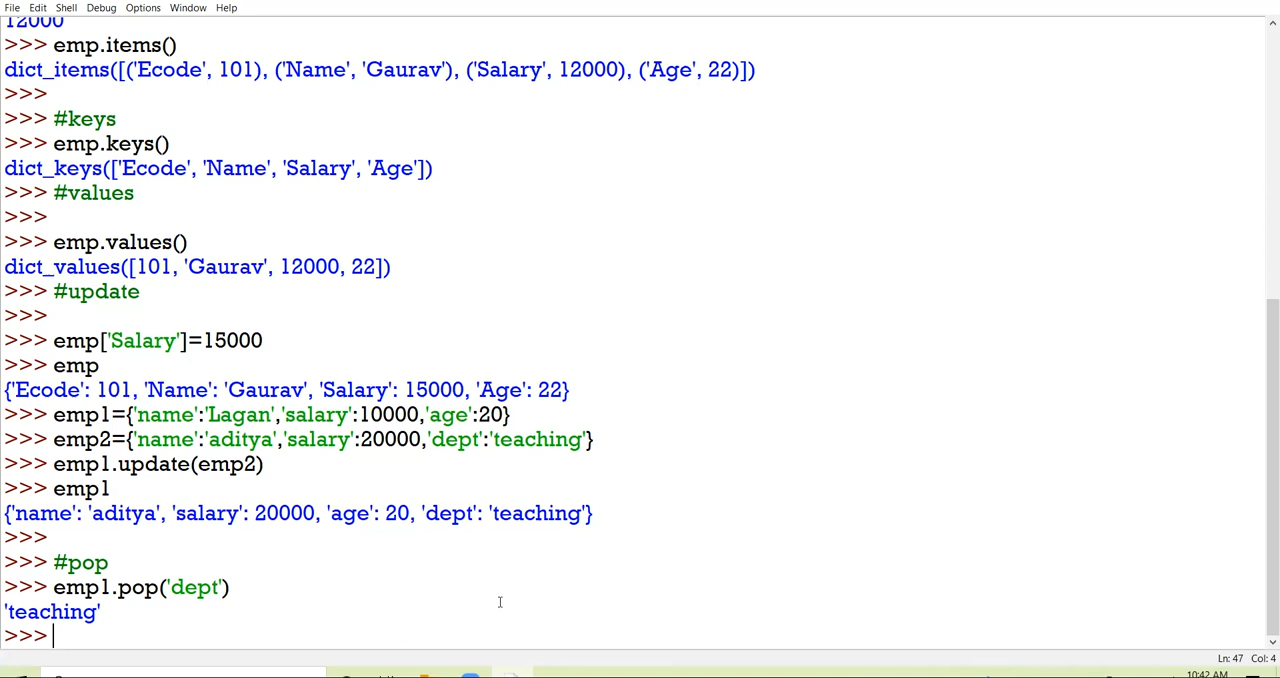 File Edit Shell Debug Options Window Help
12000
>>> emp.items()
dict_items([('Ecode', 101), ('Name', 'Gaurav'), ('Salary', 12000), ('Age', 22)])
>>>
>>> #keys
>>> emp.keys()
dict_keys(['Ecode', 'Name', 'Salary', 'Age'])
>>> #values
>>>
>>> emp.values()
dict_values([101, 'Gaurav', 12000, 22])
>>> #update
>>>
>>> emp['Salary']=15000
>>> emp
{'Ecode': 101, 'Name': 'Gaurav', 'Salary': 15000, 'Age': 22}
>>> emp1={'name':'Lagan','salary':10000,'age':20}
>>> emp2={'name':'aditya','salary':20000,'dept':'teaching'}
>>> emp1.update(emp2)
>>> emp1
{'name': 'aditya', 'salary': 20000, 'age': 20, 'dept': 'teaching'}
>>>
>>> #pop
>>> emp1.pop('dept')
'teaching'
>>>
Ln: 47 Col: 4
10:42 AM